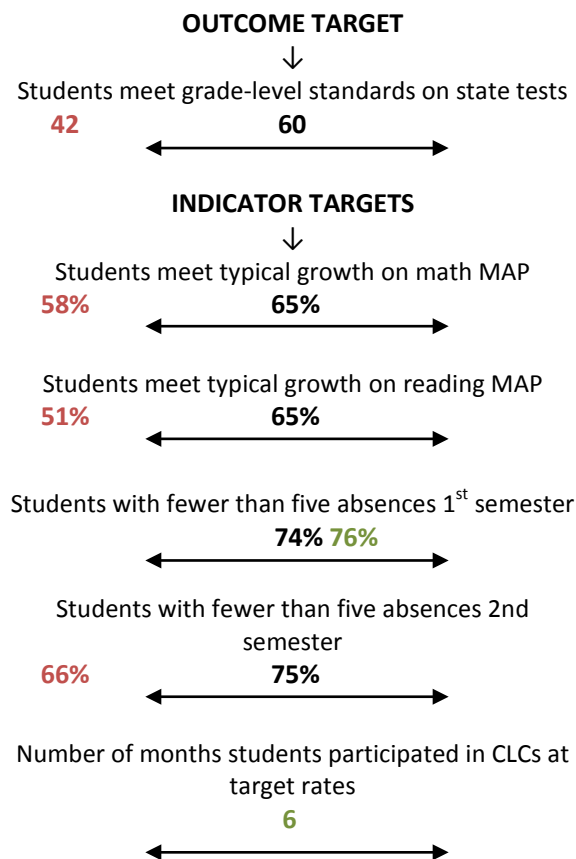 OUTCOME TARGET
↓
Students meet grade-level standards on state tests
42 60
INDICATOR TARGETS
↓
Students meet typical growth on math MAP
58% 65%
Students meet typical growth on reading MAP
51% 65%
Students with fewer than five absences 1st semester
74% 76%
Students with fewer than five absences 2nd
semester
66% 75%
Number of months students participated in CLCs at
target rates
6